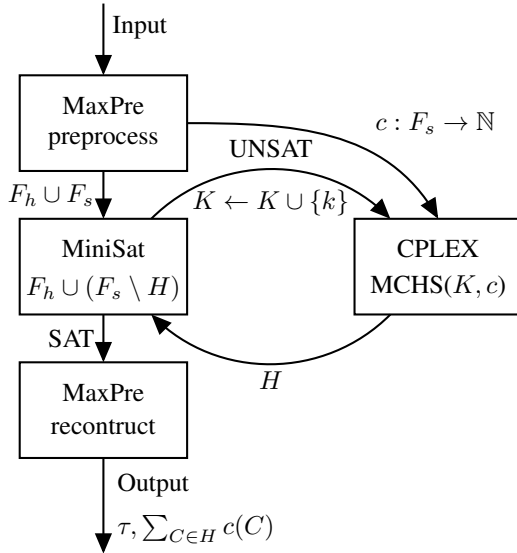 Input
MaxPre
preprocess
c : F_s → ℕ
UNSAT
F_h ∪ F_s
K ← K ∪ {k}
MiniSat
F_h ∪ (F_s \ H)
CPLEX
MCHS(K, c)
SAT
H
MaxPre
recontruct
Output
τ, ∑_{C∈H} c(C)